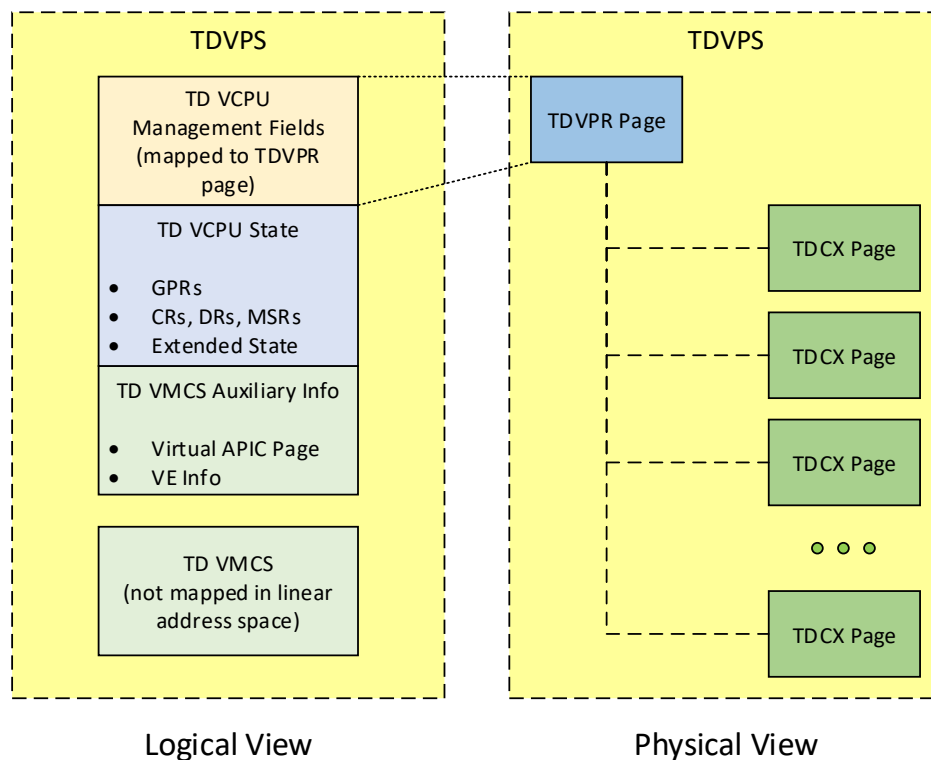 TDVPS
TD VCPU
Management Fields
(mapped to TDVPR
page)
TD VCPU State
• GPRs
• CRs, DRs, MSRs
• Extended State
TD VMCS Auxiliary Info
• Virtual APIC Page
• VE Info
TD VMCS
(not mapped in linear
address space)
Logical View
TDVPS
TDVPR Page
TDCX Page
TDCX Page
TDCX Page
TDCX Page
Physical View